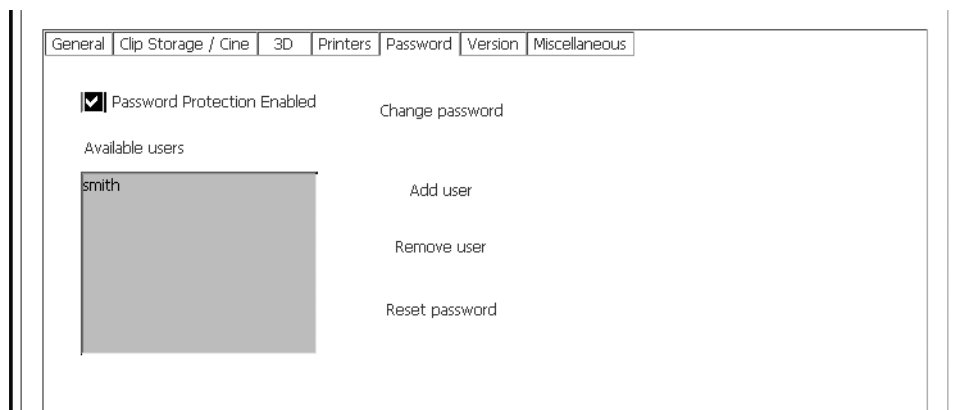 General Clip Storage / Cine 3D Printers Password Version Miscellaneous
Password Protection Enabled
Change password
Available users
smith
Add user
Remove user
Reset password